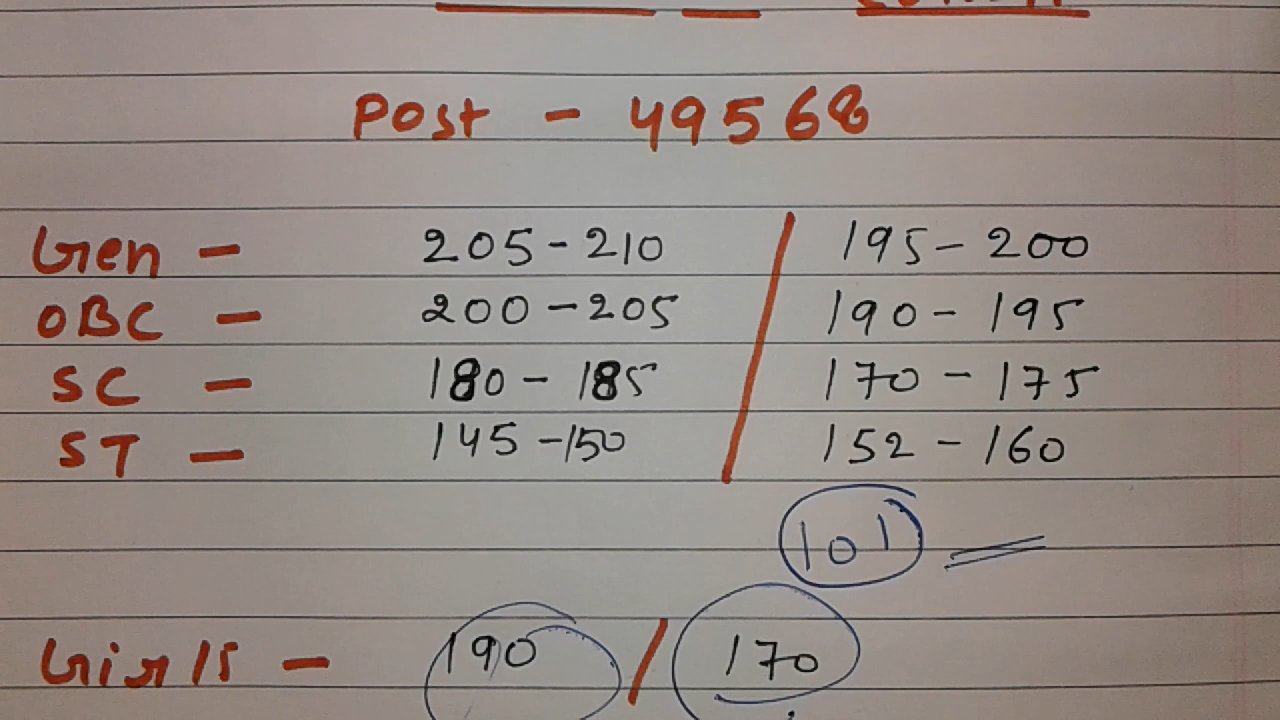 Post - 49568
Gen - 205-210 / 195-200
OBC - 200-205 190-195
SC - 180-185 170-175
ST - 145-150 152-160
101
Girls - 190 / 170